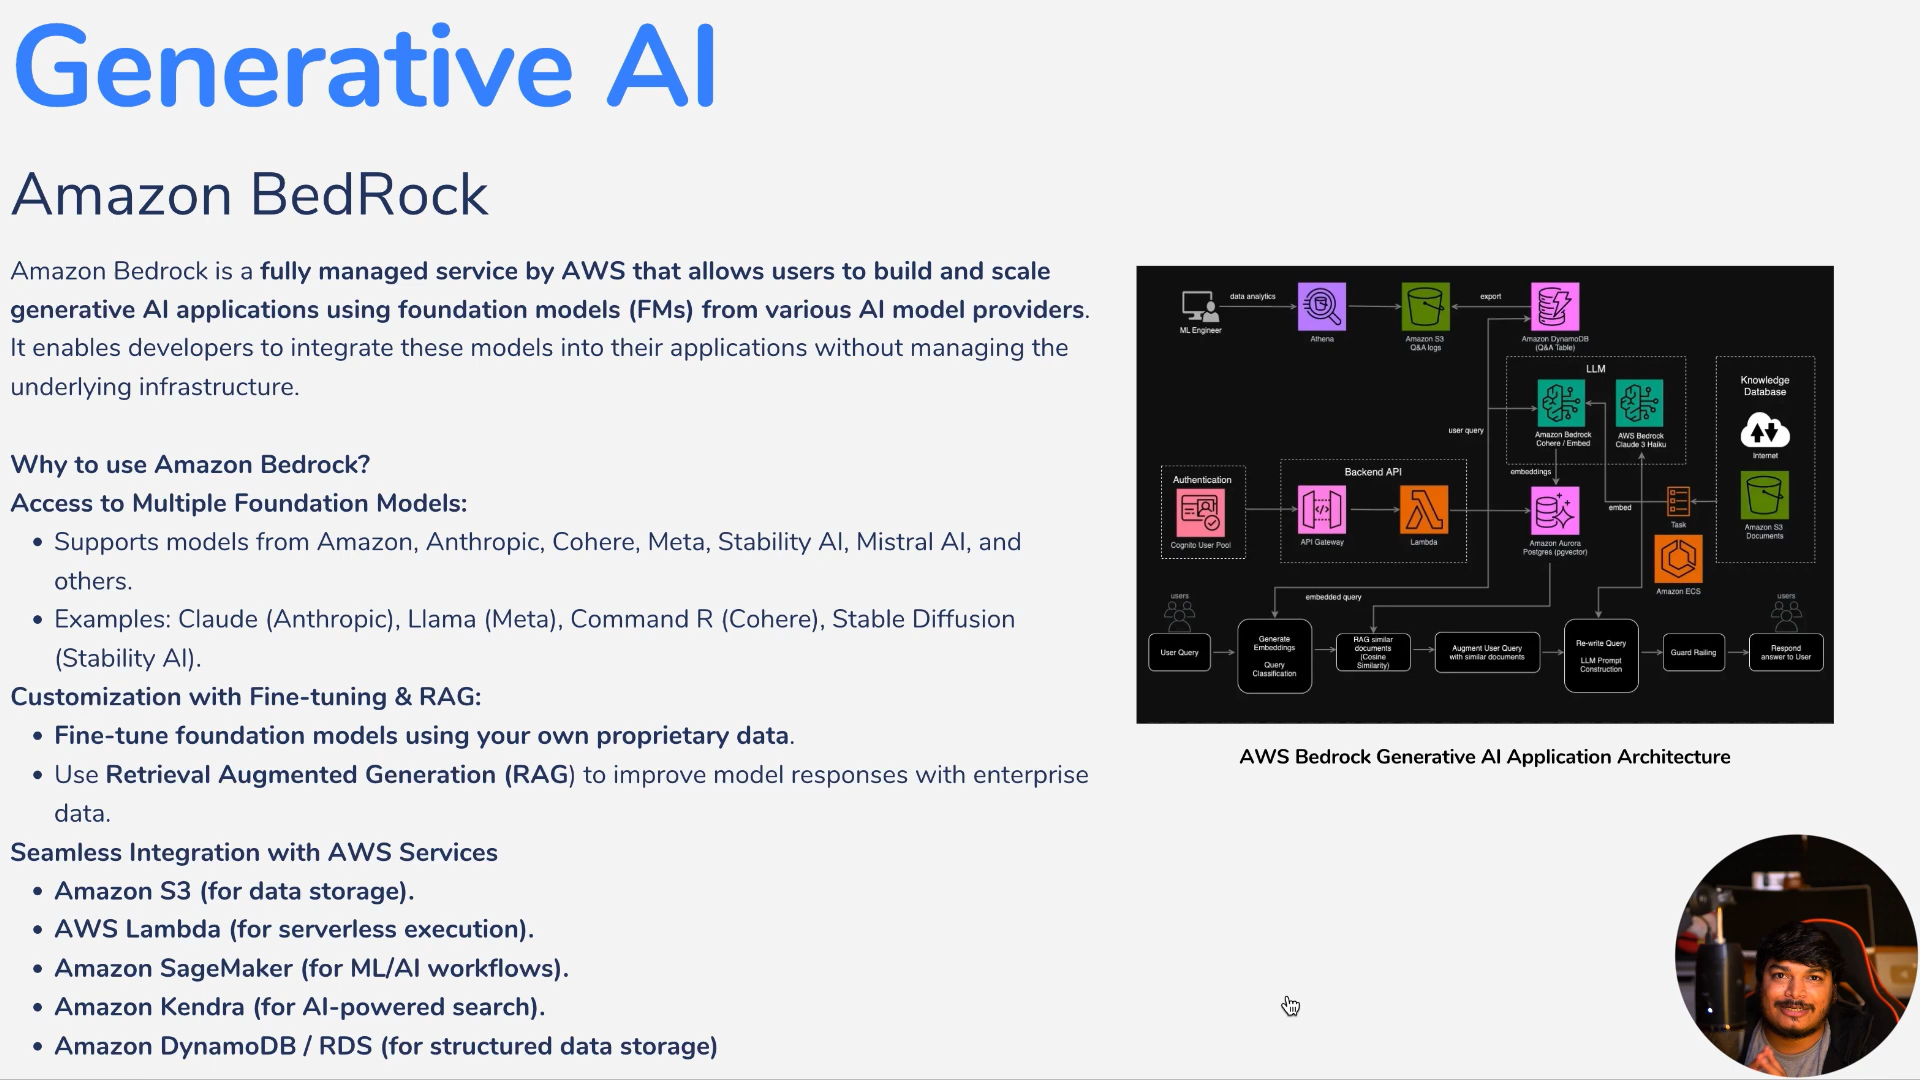 Generative AI
Amazon BedRock
Amazon Bedrock is a fully managed service by AWS that allows users to build and scale
generative AI applications using foundation models (FMs) from various AI model providers.
It enables developers to integrate these models into their applications without managing the
underlying infrastructure.
Why to use Amazon Bedrock?
Access to Multiple Foundation Models:
• Supports models from Amazon, Anthropic, Cohere, Meta, Stability AI, Mistral AI, and
others.
• Examples: Claude (Anthropic), Llama (Meta), Command R (Cohere), Stable Diffusion
(Stability AI).
Customization with Fine-tuning & RAG:
• Fine-tune foundation models using your own proprietary data.
• Use Retrieval Augmented Generation (RAG) to improve model responses with enterprise
data.
Seamless Integration with AWS Services
• Amazon S3 (for data storage).
• AWS Lambda (for serverless execution).
• Amazon SageMaker (for ML/AI workflows).
• Amazon Kendra (for AI-powered search).
• Amazon DynamoDB / RDS (for structured data storage)
ML Engineer
data analytics
Athena
Amazon S3
Q&A logs
export
Amazon DynamoDB
(Q&A Table)
LLM
Amazon Bedrock
Cohere / Embed
AWS Bedrock
Claude 3 Haiku
Knowledge
Database
Internet
Amazon S3
Documents
user query
embeddings
Authentication
Cognito User Pool
Backend API
API Gateway
Lambda
Amazon Aurora
Postgres (pgvector)
embed
Task
Amazon ECS
embedded query
users
User Query
Generate
Embeddings
Query
Classification
RAG similar
documents
(Cosine
Similarity)
Augment User Query
with similar documents
Re-write Query
LLM Prompt
Construction
Guard Railing
users
Respond
answer to User
AWS Bedrock Generative AI Application Architecture